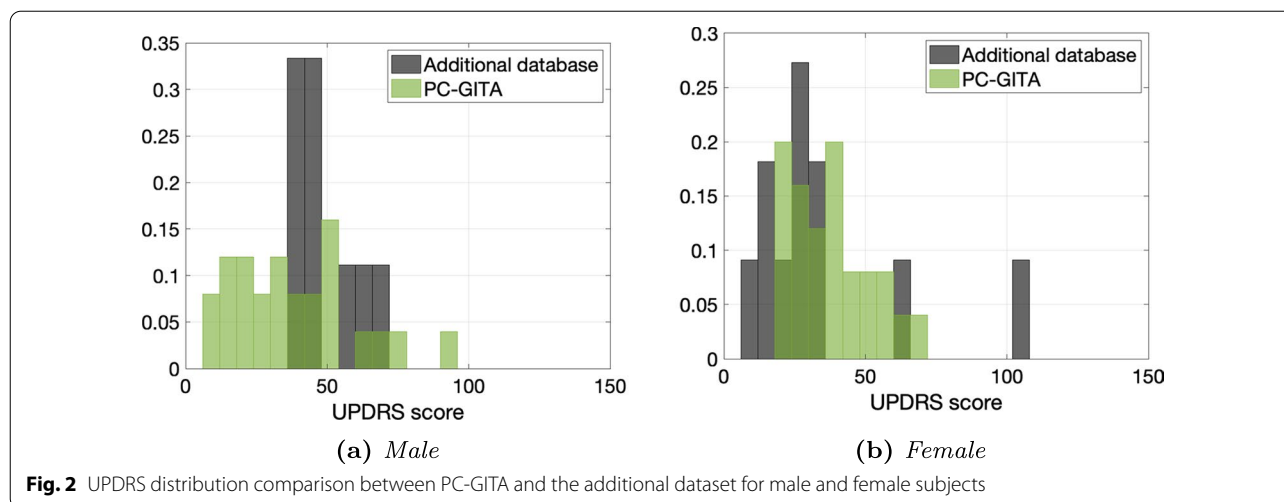 0.35
0.3
0.25
0.2
0.15
0.1
0.05
0
0 50 100 150
UPDRS score
Additional database
PC-GITA
(a) Male
0.3
0.25
0.2
0.15
0.1
0.05
0
0 50 100 150
UPDRS score
Additional database
PC-GITA
(b) Female
Fig. 2 UPDRS distribution comparison between PC-GITA and the additional dataset for male and female subjects